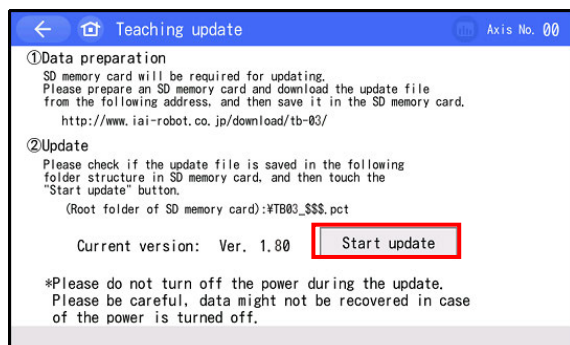 Teaching update
Axis No. 00
①Data preparation
SD memory card will be required for updating.
Please prepare an SD memory card and download the update file
from the following address, and then save it in the SD memory card.
http://www.iai-robot.co.jp/download/tb-03/
②Update
Please check if the update file is saved in the following
folder structure in SD memory card, and then touch the
"Start update" button.
(Root folder of SD memory card):¥TB03_$$$.pct
Current version: Ver. 1.80
Start update
*Please do not turn off the power during the update.
Please be careful, data might not be recovered in case
of the power is turned off.